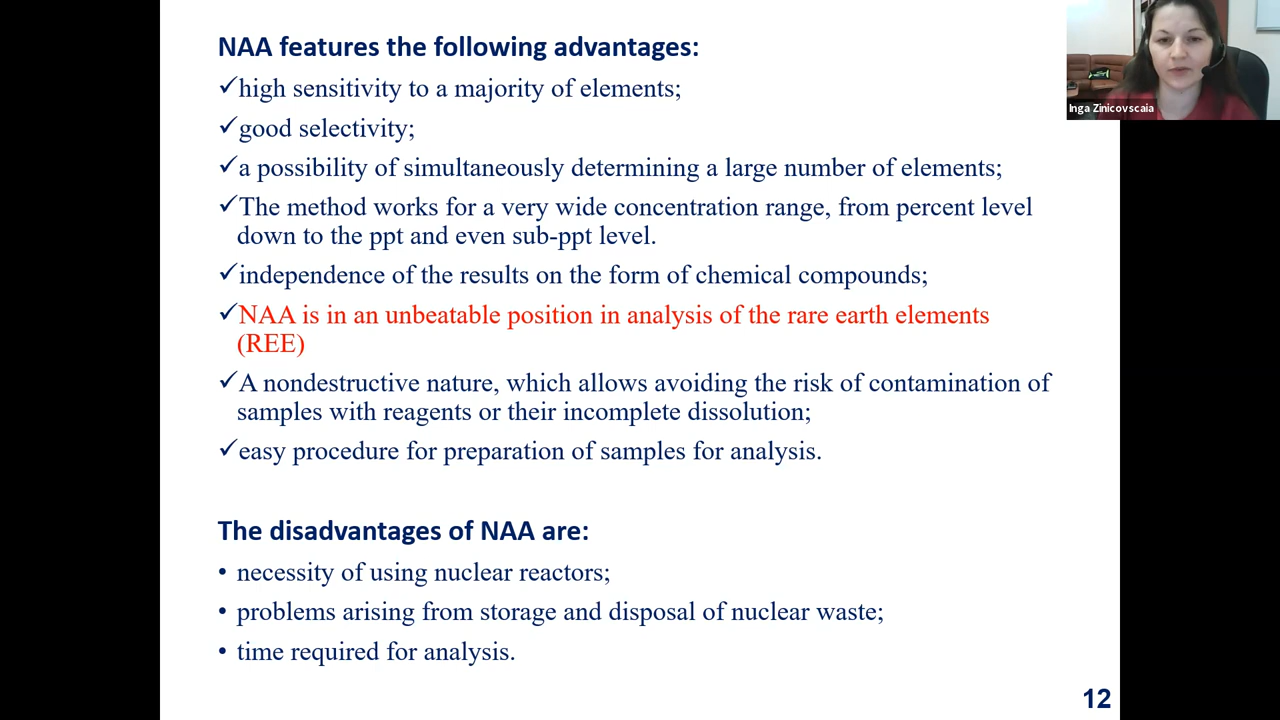 NAA features the following advantages:
✓high sensitivity to a majority of elements;
✓good selectivity;
✓a possibility of simultaneously determining a large number of elements;
✓The method works for a very wide concentration range, from percent level
down to the ppt and even sub-ppt level.
✓independence of the results on the form of chemical compounds;
✓NAA is in an unbeatable position in analysis of the rare earth elements
(REE)
✓A nondestructive nature, which allows avoiding the risk of contamination of
samples with reagents or their incomplete dissolution;
✓easy procedure for preparation of samples for analysis.
The disadvantages of NAA are:
• necessity of using nuclear reactors;
• problems arising from storage and disposal of nuclear waste;
• time required for analysis.
12
Inga Zinicovscaia